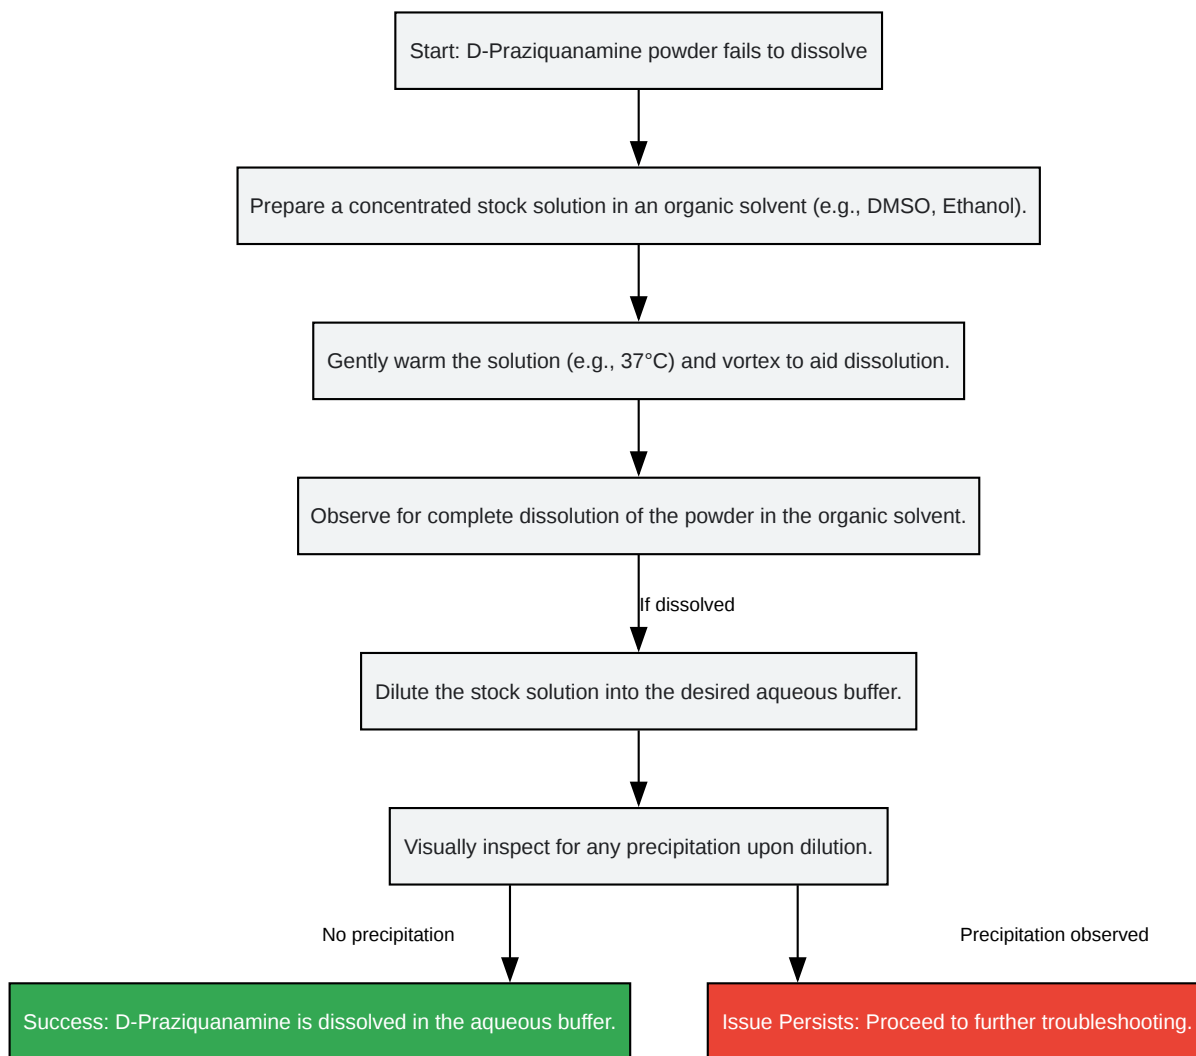 Start: D-Praziquanamine powder fails to dissolve
Prepare a concentrated stock solution in an organic solvent (e.g., DMSO, Ethanol).
Gently warm the solution (e.g., 37°C) and vortex to aid dissolution.
Observe for complete dissolution of the powder in the organic solvent.
If dissolved
Dilute the stock solution into the desired aqueous buffer.
Visually inspect for any precipitation upon dilution.
No precipitation
Precipitation observed
Success: D-Praziquanamine is dissolved in the aqueous buffer.
Issue Persists: Proceed to further troubleshooting.